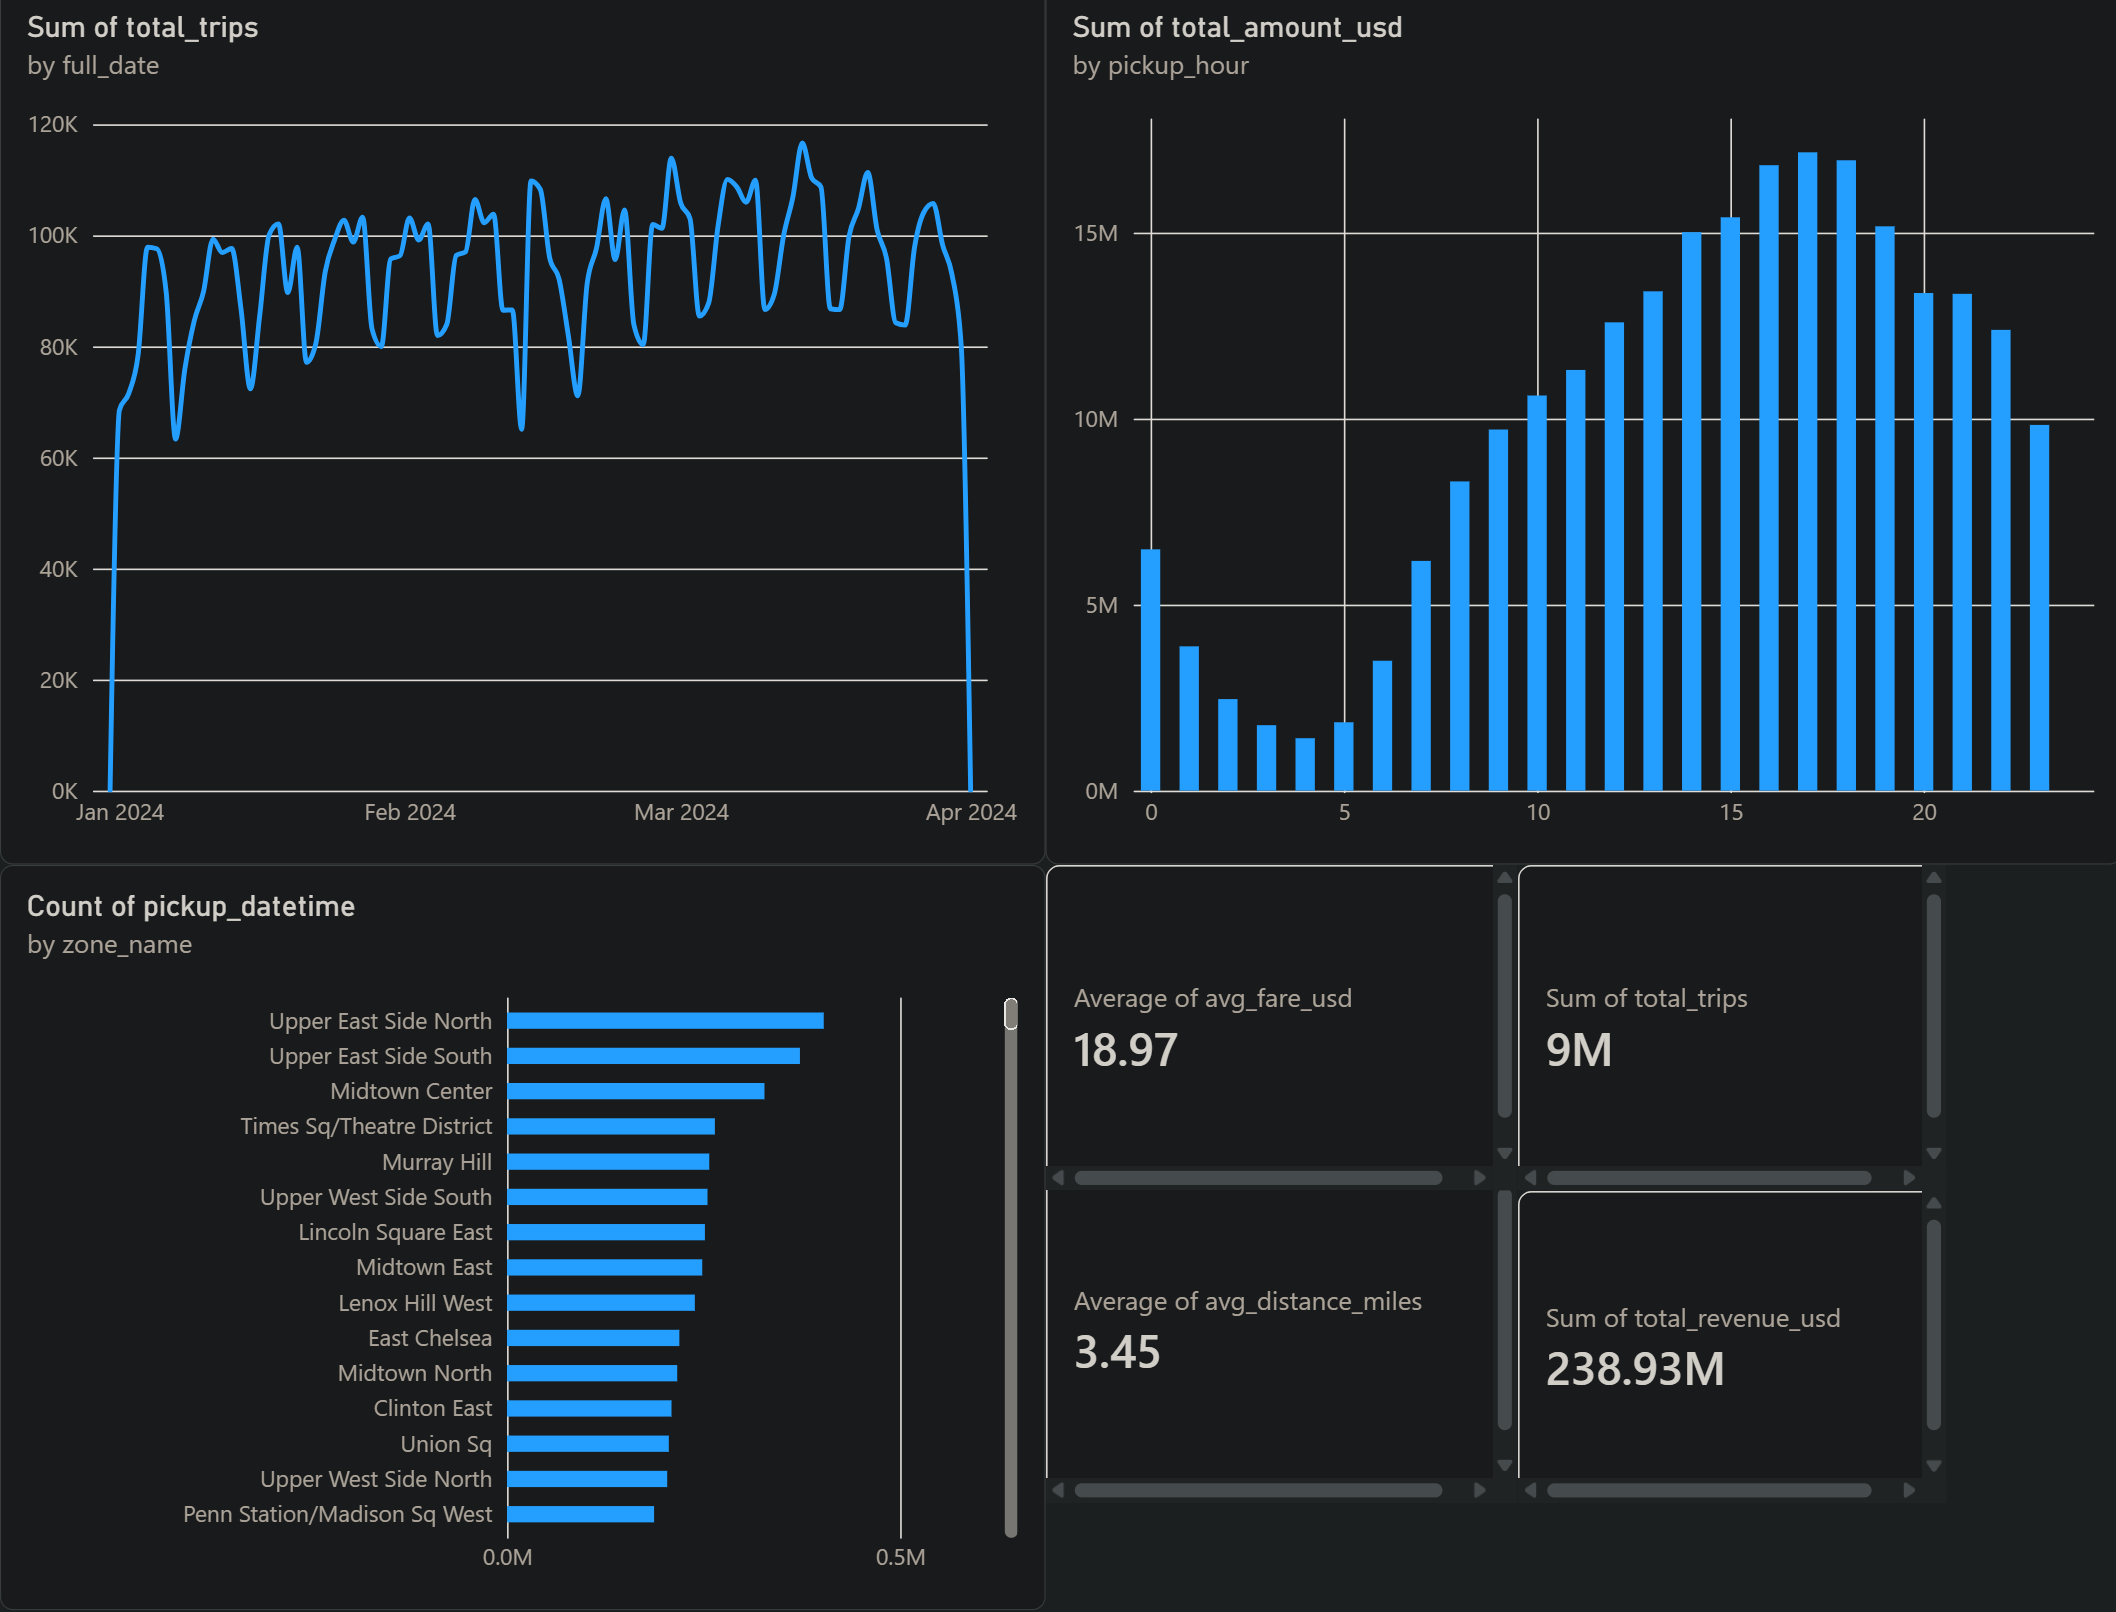 Sum of total_trips
by full_date
120K
100K
80K
60K
40K
20K
0K
Jan 2024 Feb 2024 Mar 2024 Apr 2024
Sum of total_amount_usd
by pickup_hour
15M
10M
5M
0M
0 5 10 15 20
Count of pickup_datetime
by zone_name
Upper East Side North
Upper East Side South
Midtown Center
Times Sq/Theatre District
Murray Hill
Upper West Side South
Lincoln Square East
Midtown East
Lenox Hill West
East Chelsea
Midtown North
Clinton East
Union Sq
Upper West Side North
Penn Station/Madison Sq West
0.0M 0.5M
Average of avg_fare_usd
18.97
Sum of total_trips
9M
Average of avg_distance_miles
3.45
Sum of total_revenue_usd
238.93M